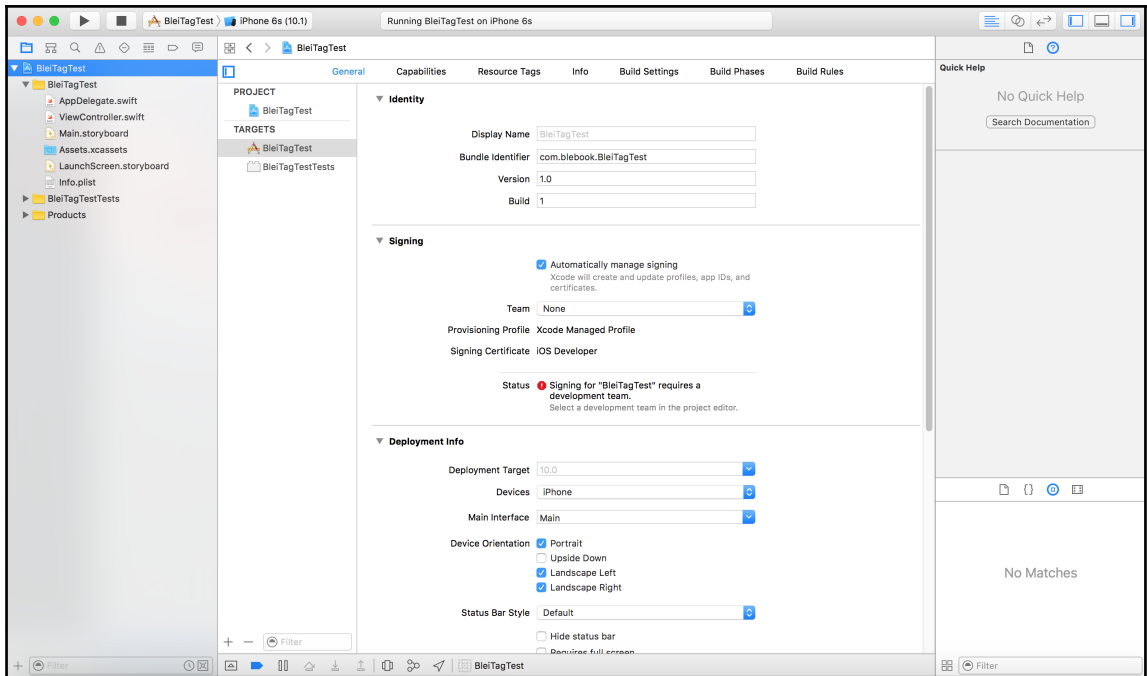 BleiTagTest
iPhone 6s (10.1)
Running BleiTagTest on iPhone 6s
BleiTagTest
BleiTagTest
AppDelegate.swift
ViewController.swift
Main.storyboard
Assets.xcassets
LaunchScreen.storyboard
Info.plist
BleiTagTestTests
Products
Filter
BleiTagTest
General Capabilities Resource Tags Info Build Settings Build Phases Build Rules
PROJECT
BleiTagTest
TARGETS
BleiTagTest
BleiTagTestTests
Filter
Identity
Display Name BleiTagTest
Bundle Identifier com.blebook.BleiTagTest
Version 1.0
Build 1
Signing
Automatically manage signing
Xcode will create and update profiles, app IDs, and
certificates.
Team None
Provisioning Profile Xcode Managed Profile
Signing Certificate iOS Developer
Status Signing for "BleiTagTest" requires a
development team.
Select a development team in the project editor.
Deployment Info
Deployment Target 10.0
Devices iPhone
Main Interface Main
Device Orientation Portrait
Upside Down
Landscape Left
Landscape Right
Status Bar Style Default
Hide status bar
Requires full screen
BleiTagTest
Quick Help
No Quick Help
Search Documentation
{}
No Matches
Filter